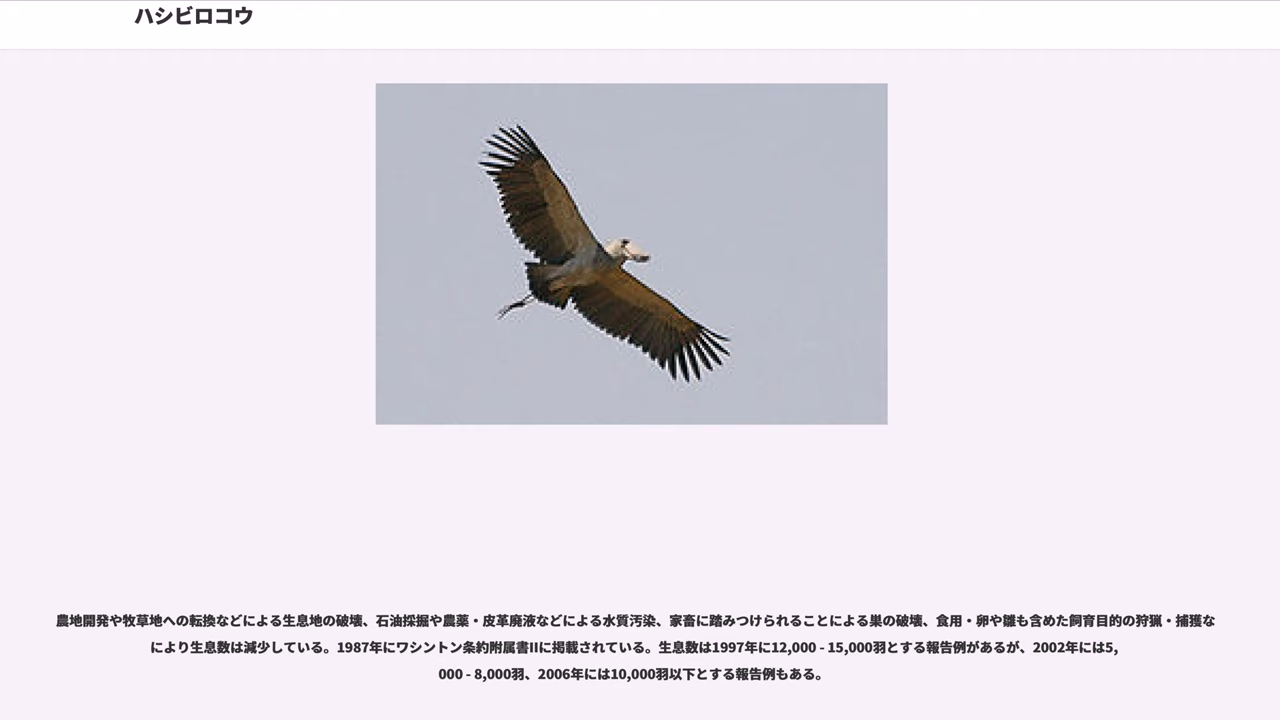 ハシビロコウ
農地開発や牧草地への転換などによる生息地の破壊、石油採掘や農薬・皮革廃液などによる水質汚染、家畜に踏みつけられることによる巣の破壊、食用・卵や雛も含めた飼育目的の狩猟・捕獲な
により生息数は減少している。1987年にワシントン条約附属書IIに掲載されている。生息数は1997年に12,000 - 15,000羽とする報告例があるが、2002年には5,
000 - 8,000羽、2006年には10,000羽以下とする報告例もある。